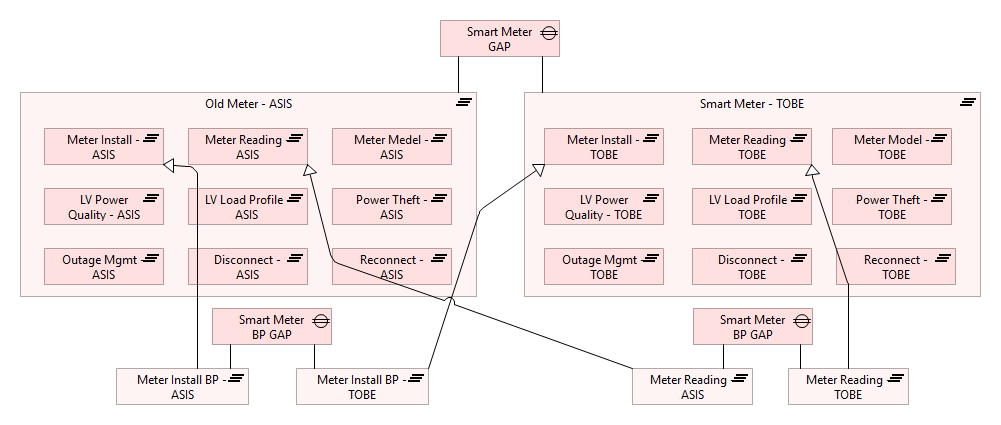 Smart Meter
GAP
Old Meter - ASIS
Smart Meter - TOBE
Meter Install -
ASIS
Meter Reading
ASIS
Meter Medel -
ASIS
Meter Install -
TOBE
Meter Reading
TOBE
Meter Model -
TOBE
LV Power
Quality - ASIS
LV Load Profile -
ASIS
Power Theft -
ASIS
LV Power
Quality - TOBE
LV Load Profile -
TOBE
Power Theft -
TOBE
Outage Mgmt -
ASIS
Disconnect -
ASIS
Reconnect -
ASIS
Outage Mgmt -
TOBE
Disconnect -
TOBE
Reconnect -
TOBE
Smart Meter
BP GAP
Smart Meter
BP GAP
Meter Install BP -
ASIS
Meter Install BP -
TOBE
Meter Reading -
ASIS
Meter Reading -
TOBE